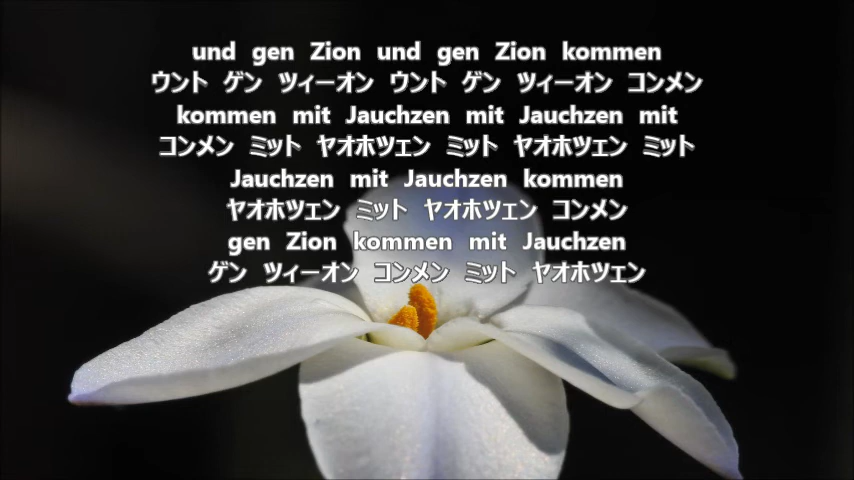 und gen Zion und gen Zion kommen
ウント ゲン ツィーオン ウント ゲン ツィーオン コンメン
kommen mit Jauchzen mit Jauchzen mit
コンメン ミット ヤオホツェン ミット ヤオホツェン ミット
Jauchzen mit Jauchzen kommen
ヤオホツェン ミット ヤオホツェン コンメン
gen Zion kommen mit Jauchzen
ゲン ツィーオン コンメン ミット ヤオホツェン